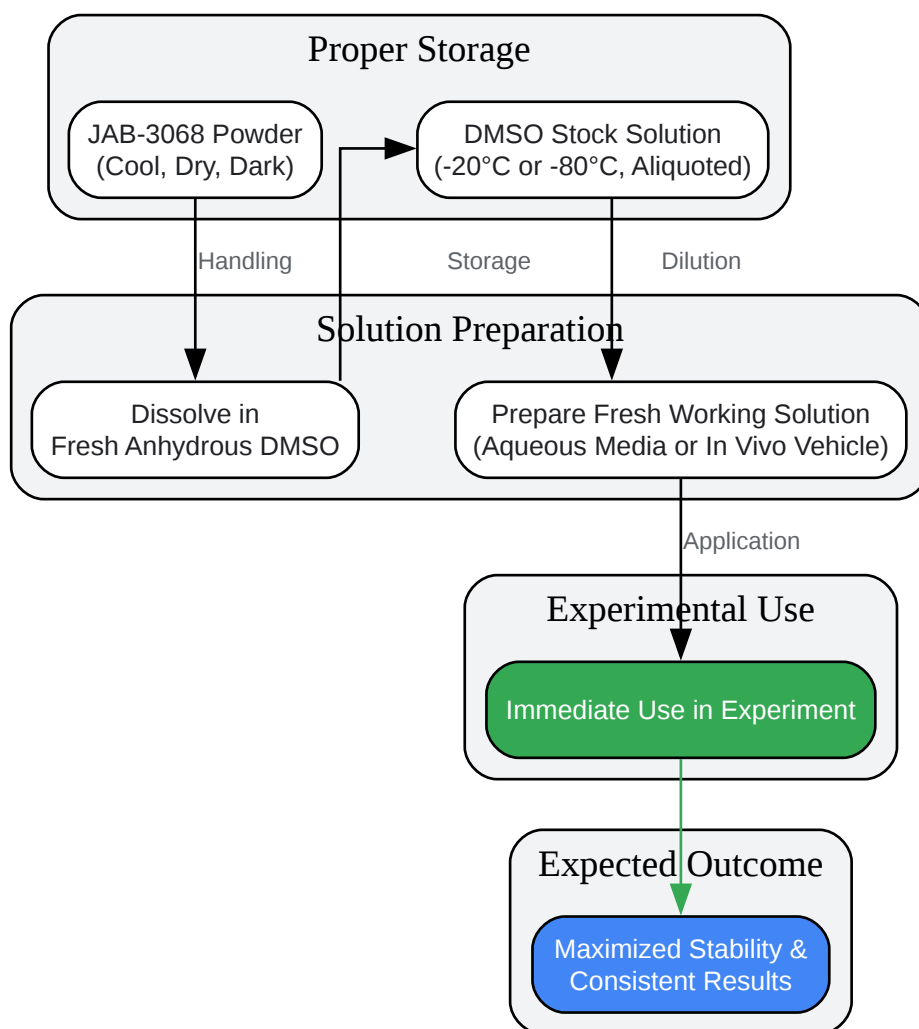 Proper Storage
JAB-3068 Powder
(Cool, Dry, Dark)
DMSO Stock Solution
(-20°C or -80°C, Aliquoted)
Handling
Storage
Dilution
Solution Preparation
Dissolve in
Fresh Anhydrous DMSO
Prepare Fresh Working Solution
(Aqueous Media or In Vivo Vehicle)
Application
Experimental Use
Immediate Use in Experiment
Expected Outcome
Maximized Stability &
Consistent Results